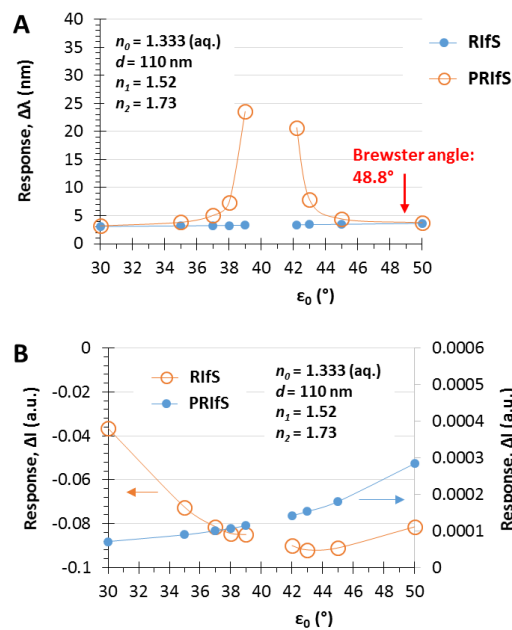 A
Response, Δλ (nm)
40
35
30
25
20
15
10
5
0
n₀ = 1.333 (aq.)
d = 110 nm
n₁ = 1.52
n₂ = 1.73
RIfS
PRIfS
Brewster angle:
48.8°
30 32 34 36 38 40 42 44 46 48 50
ε₀ (°)
B
Response, ΔI (a.u.)
0
-0.02
-0.04
-0.06
-0.08
-0.1
RIfS
PRIfS
n₀ = 1.333 (aq.)
d = 110 nm
n₁ = 1.52
n₂ = 1.73
0.0006
0.0005
0.0004
0.0003
0.0002
0.0001
0
Response, ΔI (a.u.)
30 32 34 36 38 40 42 44 46 48 50
ε₀ (°)